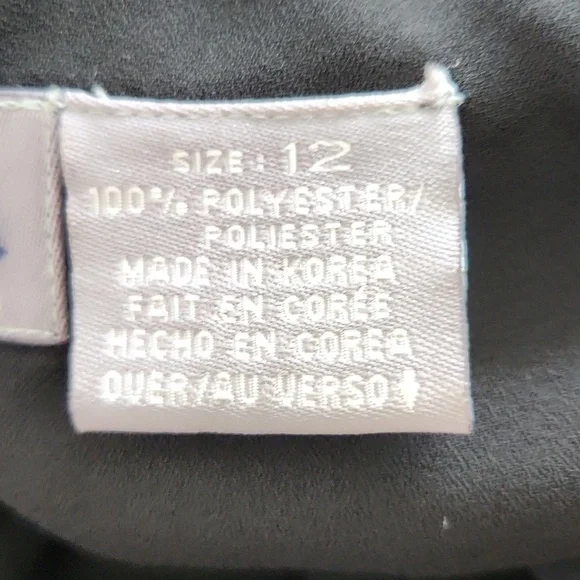 SIZE: 12
100% POLYESTER/
POLIESTER
MADE IN KOREA
FAIT EN CORÉE
HECHO EN COREA
OVER/AU VERSO